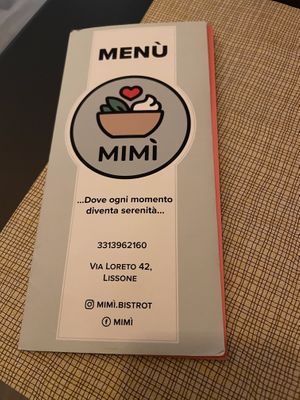 MENÙ
MIMÌ
...Dove ogni momento
diventa serenità...
3313962160
VIA LORETO 42,
LISSONE
MIMÌ.BISTROT
MIMÌ